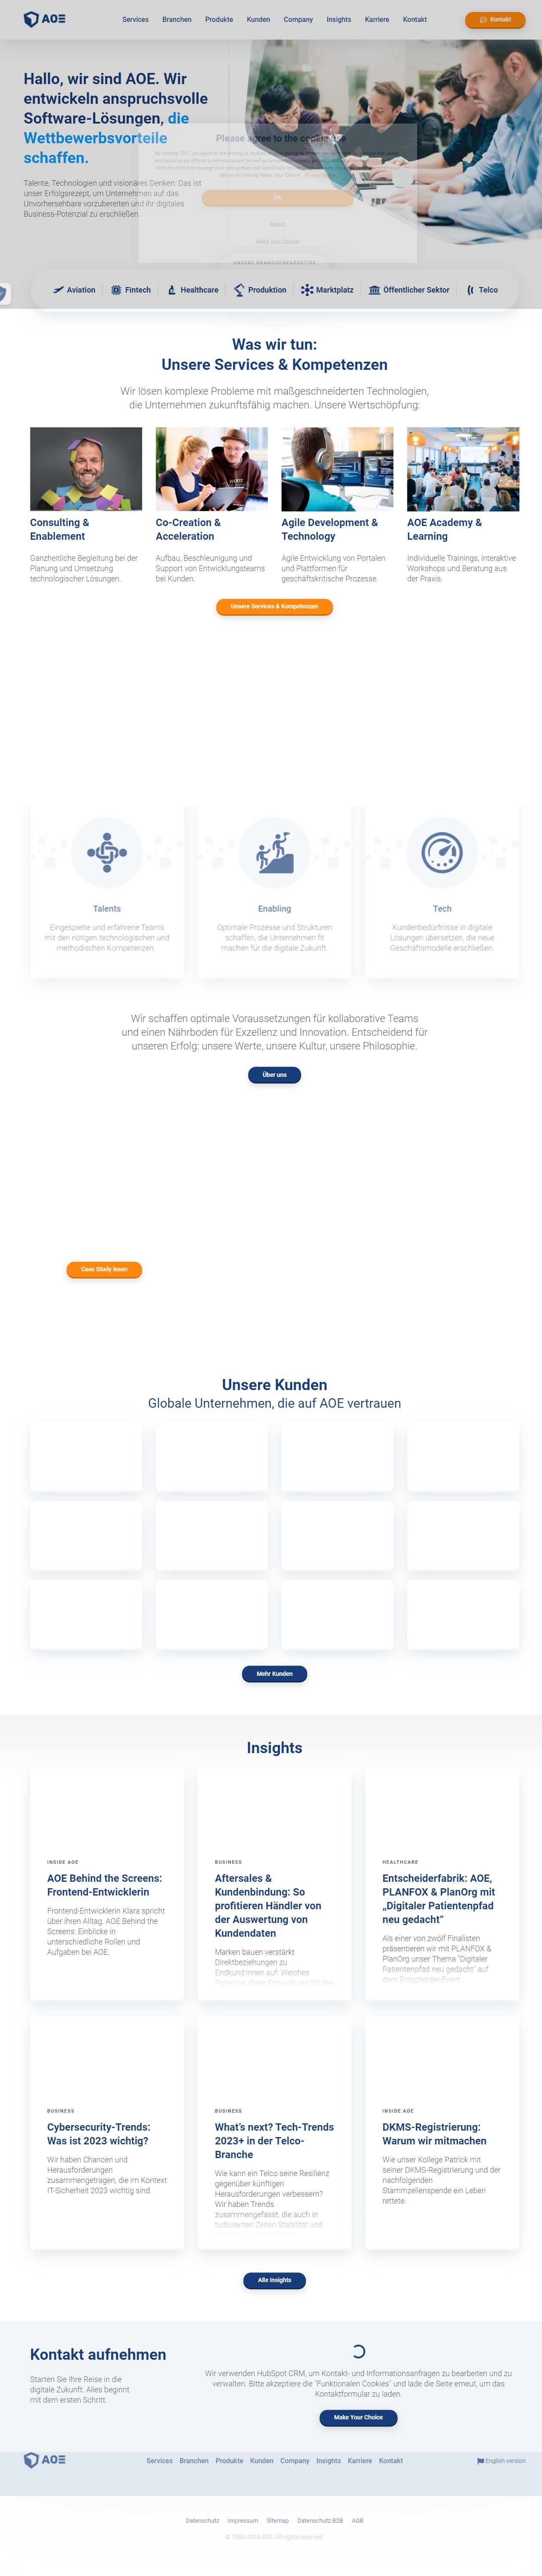 AOE
Services Branchen Produkte Kunden Company Insights Karriere Kontakt
Kontakt
Hallo, wir sind AOE. Wir
entwickeln anspruchsvolle
Software-Lösungen, die
Wettbewerbsvorteile
schaffen.
Talente, Technologien und visionäres Denken: Das ist
unser Erfolgsrezept, um Unternehmen auf das
Unvorhersehbare vorzubereiten und ihr digitales
Business-Potenzial zu erschließen.
Please agree to the cookie use
OK
Make Your Choice
UNSERE BRANCHENEXPERTISE
Aviation Fintech Healthcare Produktion Marktplatz Öffentlicher Sektor Telco
Was wir tun:
Unsere Services & Kompetenzen
Wir lösen komplexe Probleme mit maßgeschneiderten Technologien,
die Unternehmen zukunftsfähig machen. Unsere Wertschöpfung:
Consulting &
Enablement
Ganzheitliche Begleitung bei der
Planung und Umsetzung
technologischer Lösungen.
Co-Creation &
Acceleration
Aufbau, Beschleunigung und
Support von Entwicklungsteams
bei Kunden.
Agile Development &
Technology
Agile Entwicklung von Portalen
und Plattformen für
geschäftskritische Prozesse.
AOE Academy &
Learning
Individuelle Trainings, interaktive
Workshops und Beratung aus
der Praxis.
Unsere Services & Kompetenzen
Talents
Eingespielte und erfahrene Teams
mit den nötigen technologischen und
methodischen Kompetenzen.
Enabling
Optimale Prozesse und Strukturen
schaffen, die Unternehmen fit
machen für die digitale Zukunft.
Tech
Kundenbedürfnisse in digitale
Lösungen übersetzen, die neue
Geschäftsmodelle erschließen.
Wir schaffen optimale Voraussetzungen für kollaborative Teams
und einen Nährboden für Exzellenz und Innovation. Entscheidend für
unseren Erfolg: unsere Werte, unsere Kultur, unsere Philosophie.
Über uns
Case Study lesen
Unsere Kunden
Globale Unternehmen, die auf AOE vertrauen
Mehr Kunden
Insights
INSIDE AOE
AOE Behind the Screens:
Frontend-Entwicklerin
Frontend-Entwicklerin Klara spricht
über ihren Alltag. AOE Behind the
Screens: Einblicke in
unterschiedliche Rollen und
Aufgaben bei AOE.
BUSINESS
Aftersales &
Kundenbindung: So
profitieren Händler von
der Auswertung von
Kundendaten
Marken bauen verstärkt
Direktbeziehungen zu
Endkund:innen auf. Welches
Potenzial diese Entwicklung für den
HEALTHCARE
Entscheiderfabrik: AOE,
PLANFOX & PlanOrg mit
„Digitaler Patientenpfad
neu gedacht“
Als einer von zwölf Finalisten
präsentieren wir mit PLANFOX &
PlanOrg unser Thema "Digitaler
Patientenpfad neu gedacht" auf
dem Entscheider-Event.
BUSINESS
Cybersecurity-Trends:
Was ist 2023 wichtig?
Wir haben Chancen und
Herausforderungen
zusammengetragen, die im Kontext
IT-Sicherheit 2023 wichtig sind.
BUSINESS
What’s next? Tech-Trends
2023+ in der Telco-
Branche
Wie kann ein Telco seine Resilienz
gegenüber künftigen
Herausforderungen verbessern?
Wir haben Trends
zusammengefasst, die auch in
turbulenten Zeiten Stabilität und
INSIDE AOE
DKMS-Registrierung:
Warum wir mitmachen
Wie unser Kollege Patrick mit
seiner DKMS-Registrierung und der
nachfolgenden
Stammzellenspende ein Leben
rettete.
Alle Insights
Kontakt aufnehmen
Starten Sie Ihre Reise in die
digitale Zukunft. Alles beginnt
mit dem ersten Schritt.
Wir verwenden HubSpot CRM, um Kontakt- und Informationsanfragen zu bearbeiten und zu
verwalten. Bitte akzeptiere die "Funktionalen Cookies" und lade die Seite erneut, um das
Kontaktformular zu laden.
Make Your Choice
AOE
Services Branchen Produkte Kunden Company Insights Karriere Kontakt
English version
Datenschutz Impressum Sitemap Datenschutz B2B AGB
© 1999-2023 AOE. All rights reserved.